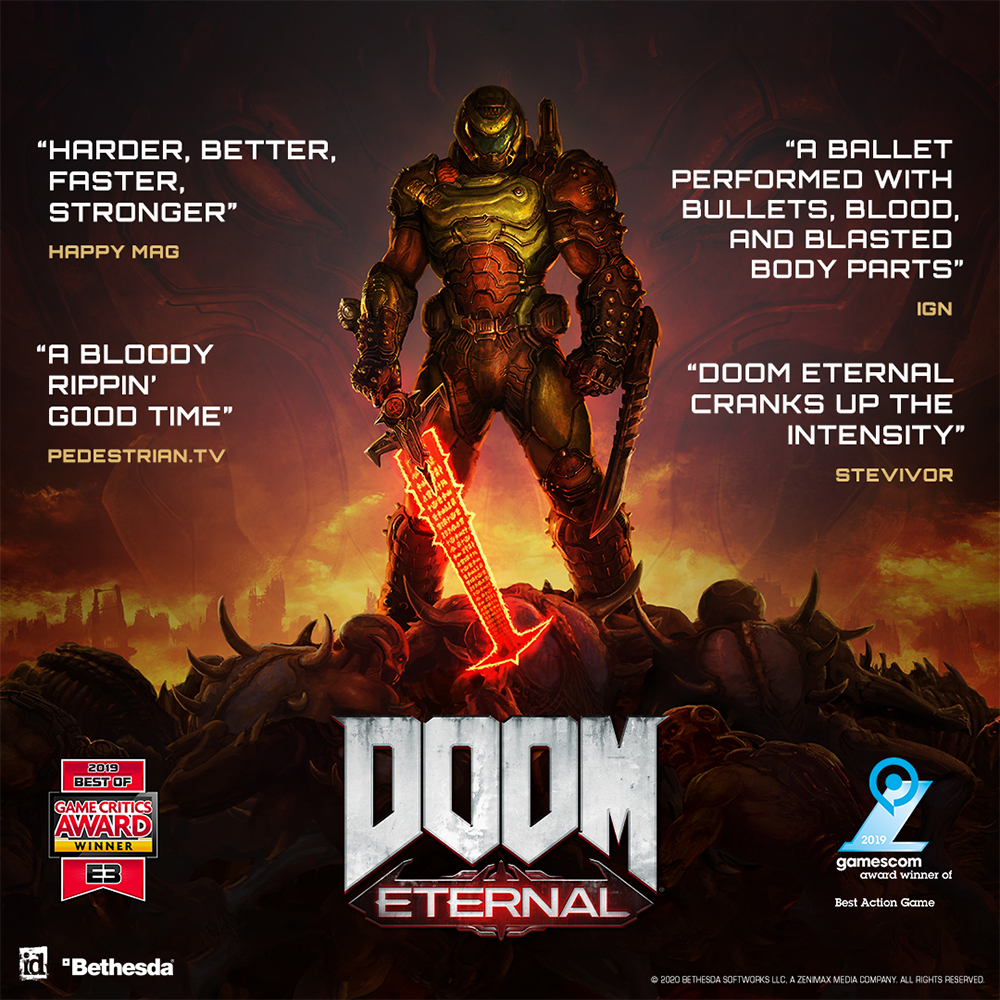 “HARDER, BETTER,
FASTER,
STRONGER”
HAPPY MAG
“A BLOODY
RIPPIN’
GOOD TIME”
PEDESTRIAN.TV
“A BALLET
PERFORMED WITH
BULLETS, BLOOD,
AND BLASTED
BODY PARTS”
IGN
“DOOM ETERNAL
CRANKS UP THE
INTENSITY”
STEVIVOR
DOOM
ETERNAL
2019
BEST OF
GAME CRITICS
AWARD
WINNER
E3
2019
gamescom
award winner of
Best Action Game
id
Bethesda
© 2020 BETHESDA SOFTWORKS LLC, A ZENIMAX MEDIA COMPANY. ALL RIGHTS RESERVED.